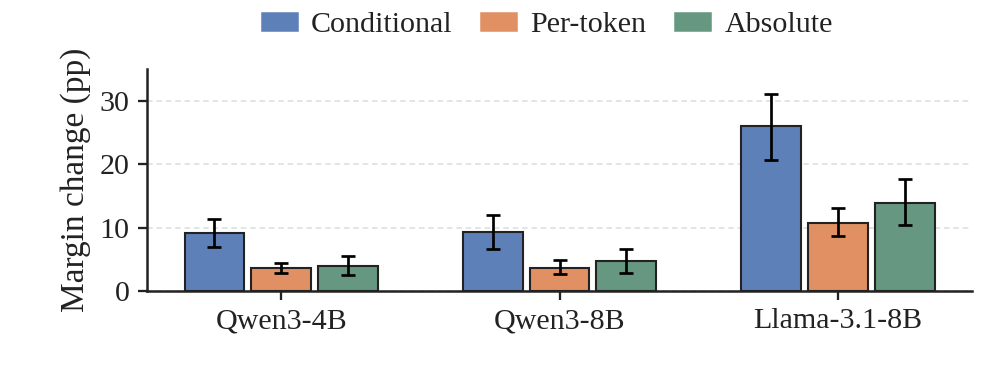 Conditional Per-token Absolute
Margin change (pp)
30
20
10
0
Qwen3-4B Qwen3-8B Llama-3.1-8B